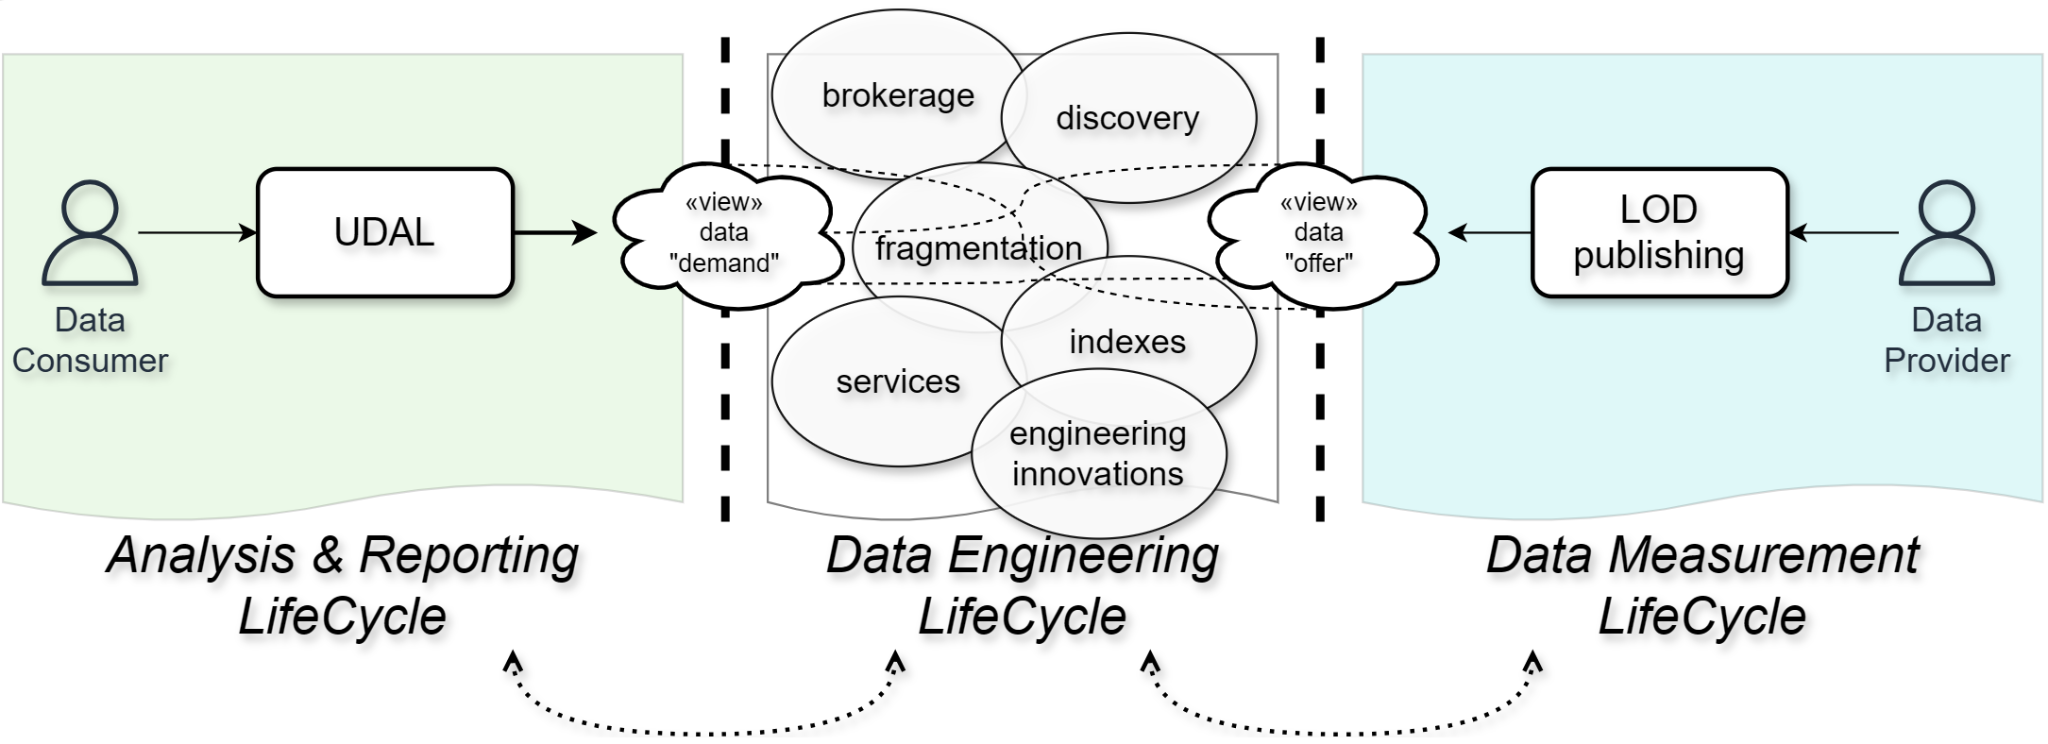 brokerage
discovery
Data
Consumer
UDAL
«view»
data
"demand"
fragmentation
«view»
data
"offer"
LOD
publishing
Data
Provider
services
indexes
engineering
innovations
Analysis & Reporting
LifeCycle
Data Engineering
LifeCycle
Data Measurement
LifeCycle